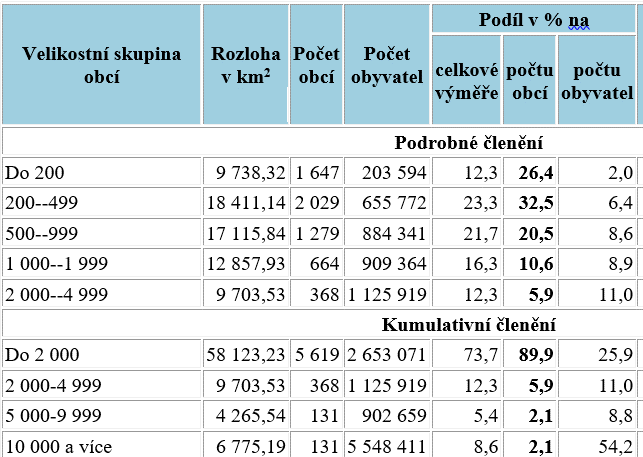 Velikostní skupina obcí Rozloha v km2 Počet obcí Počet obyvatel Podíl v % na
celkové výměře počtu obcí počtu obyvatel
Podrobné členění
Do 200 9 738,32 1 647 203 594 12,3 26,4 2,0
200--499 18 411,14 2 029 655 772 23,3 32,5 6,4
500--999 17 115,84 1 279 884 341 21,7 20,5 8,6
1 000--1 999 12 857,93 664 909 364 16,3 10,6 8,9
2 000--4 999 9 703,53 368 1 125 919 12,3 5,9 11,0
Kumulativní členění
Do 2 000 58 123,23 5 619 2 653 071 73,7 89,9 25,9
2 000-4 999 9 703,53 368 1 125 919 12,3 5,9 11,0
5 000-9 999 4 265,54 131 902 659 5,4 2,1 8,8
10 000 a více 6 775,19 131 5 548 411 8,6 2,1 54,2